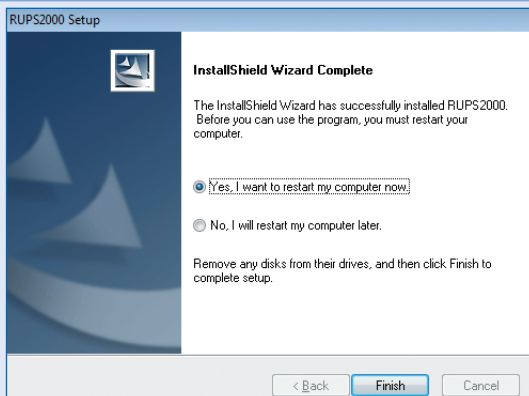 RUPS2000 Setup
InstallShield Wizard Complete
The InstallShield Wizard has successfully installed RUPS2000.
Before you can use the program, you must restart your
computer.
Yes, I want to restart my computer now.
No, I will restart my computer later.
Remove any disks from their drives, and then click Finish to
complete setup.
< Back Finish Cancel